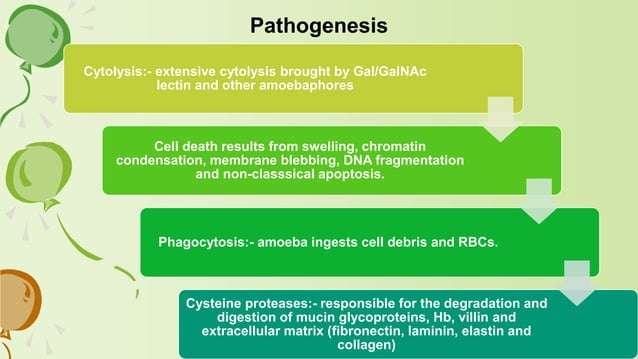 Pathogenesis
Cytolysis:- extensive cytolysis brought by Gal/GalNAc
lectin and other amoebaphores
Cell death results from swelling, chromatin
condensation, membrane blebbing, DNA fragmentation
and non-classsical apoptosis.
Phagocytosis:- amoeba ingests cell debris and RBCs.
Cysteine proteases:- responsible for the degradation and
digestion of mucin glycoproteins, Hb, villin and
extracellular matrix (fibronectin, laminin, elastin and
collagen)